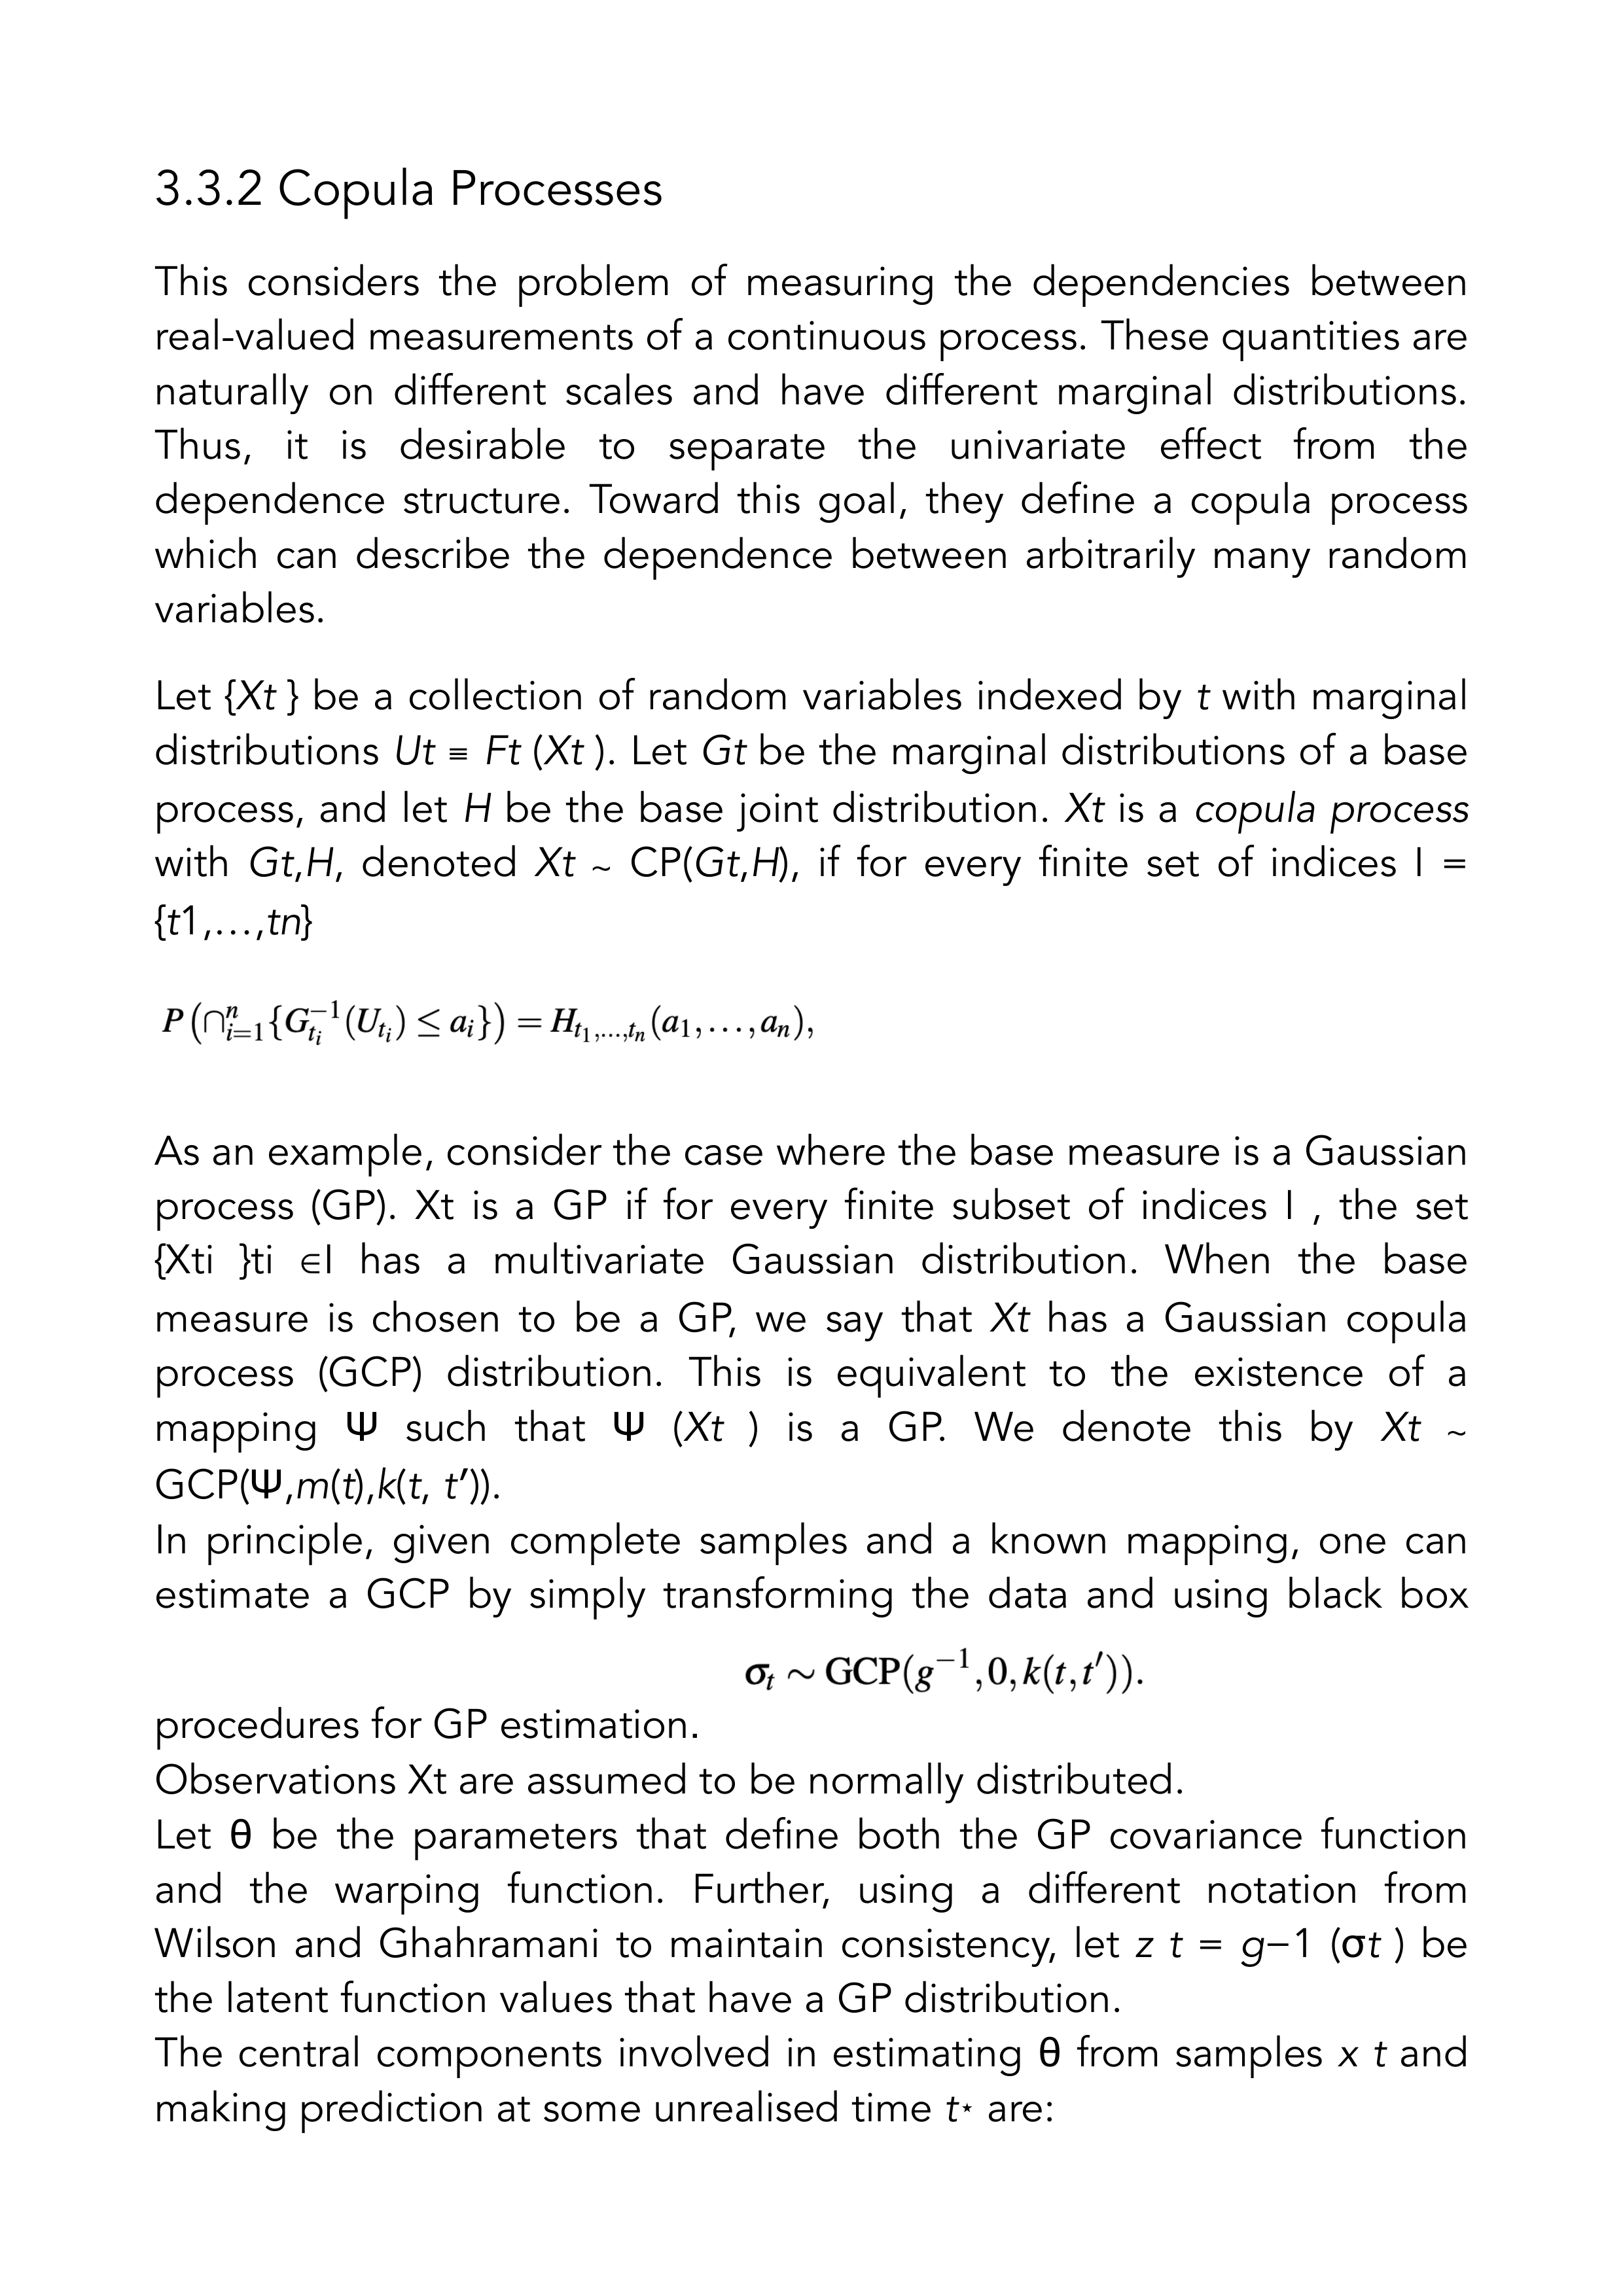 3.3.2 Copula Processes
This considers the problem of measuring the dependencies between
real-valued measurements of a continuous process. These quantities are
naturally on different scales and have different marginal distributions.
Thus, it is desirable to separate the univariate effect from the
dependence structure. Toward this goal, they define a copula process
which can describe the dependence between arbitrarily many random
variables.
Let {Xt } be a collection of random variables indexed by t with marginal
distributions Ut ≡ Ft (Xt ). Let Gt be the marginal distributions of a base
process, and let H be the base joint distribution. Xt is a copula process
with Gt,H, denoted Xt ~ CP(Gt,H), if for every finite set of indices I =
{t1,…,tn}
P(∩_{i=1}^{n}{G_{t_i}^{−1}(U_{t_i}) ≤ a_i}) = H_{t_1,...,t_n}(a_1,...,a_n),
As an example, consider the case where the base measure is a Gaussian
process (GP). Xt is a GP if for every finite subset of indices I , the set
{Xti }ti ∈I has a multivariate Gaussian distribution. When the base
measure is chosen to be a GP, we say that Xt has a Gaussian copula
process (GCP) distribution. This is equivalent to the existence of a
mapping Ψ such that Ψ (Xt ) is a GP. We denote this by Xt ~
GCP(Ψ,m(t),k(t, t′)).
In principle, given complete samples and a known mapping, one can
estimate a GCP by simply transforming the data and using black box
σ_t ∼ GCP(g^{−1},0,k(t,t′)).
procedures for GP estimation.
Observations Xt are assumed to be normally distributed.
Let θ be the parameters that define both the GP covariance function
and the warping function. Further, using a different notation from
Wilson and Ghahramani to maintain consistency, let z t = g−1 (σt ) be
the latent function values that have a GP distribution.
The central components involved in estimating θ from samples x t and
making prediction at some unrealised time t⋆ are: